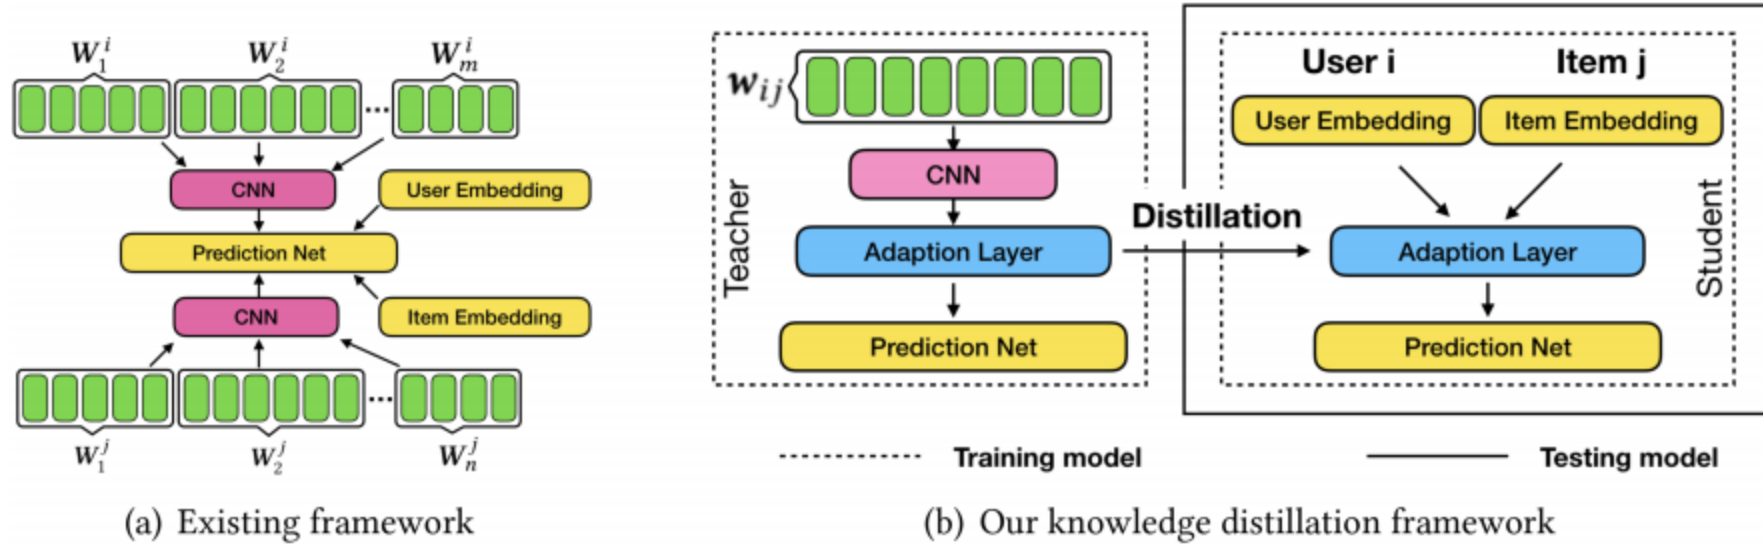 W_1^i W_2^i W_m^i
...
CNN
User Embedding
Prediction Net
CNN
Item Embedding
...
W_1^j W_2^j W_n^j
(a) Existing framework
w_{ij}
CNN
Adaption Layer
Prediction Net
Teacher
Distillation
User i Item j
User Embedding Item Embedding
Adaption Layer
Prediction Net
Student
Training model
Testing model
(b) Our knowledge distillation framework